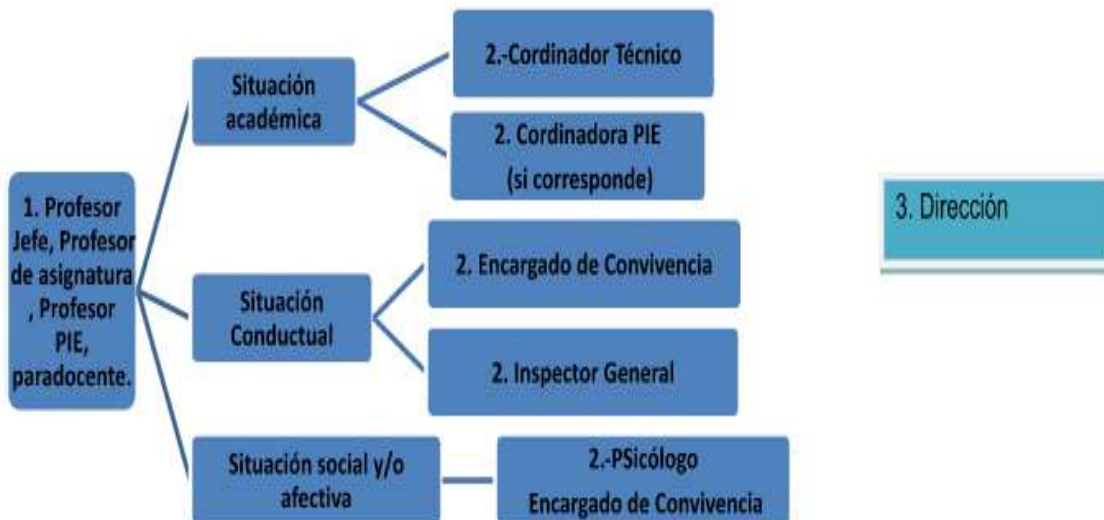 1. Profesor
Jefe, Profesor
de asignatura
, Profesor
PIE,
paradocente.
Situación
académica
2.-Cordinador Técnico
2. Cordinadora PIE
(si corresponde)
Situación
Conductual
2. Encargado de Convivencia
2. Inspector General
Situación social y/o
afectiva
2.-PSicólogo
Encargado de Convivencia
3. Dirección